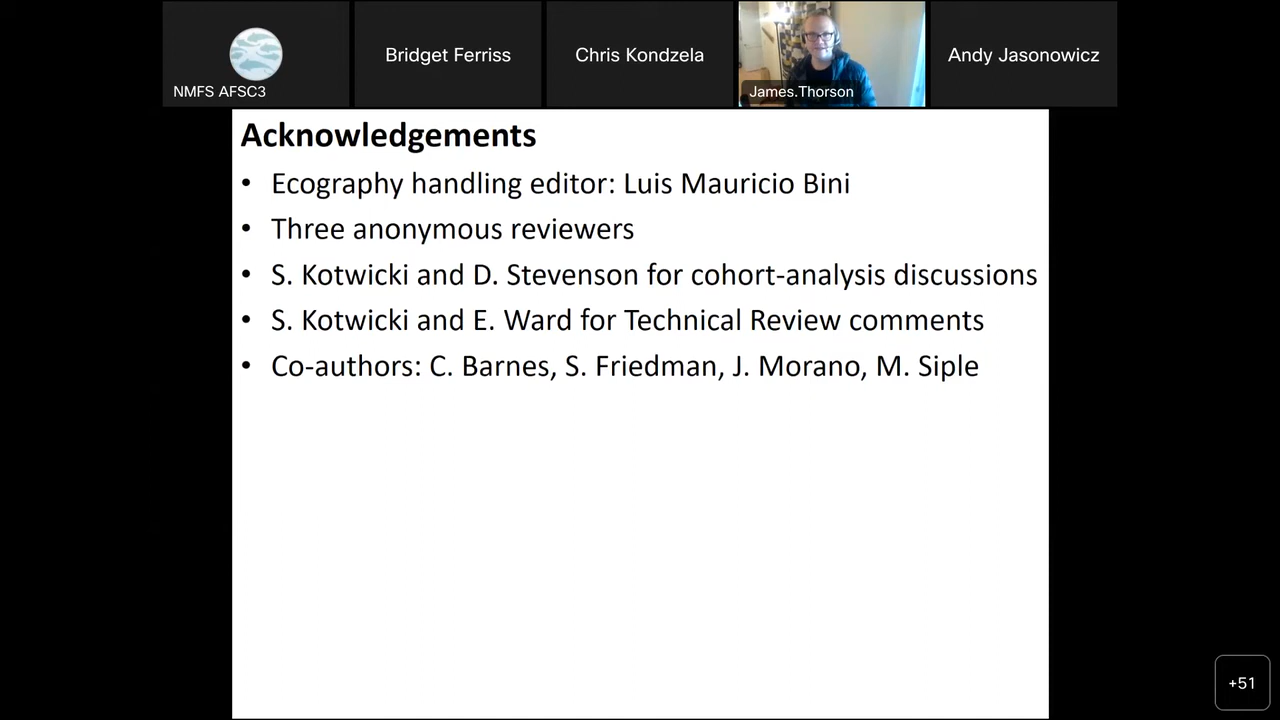 NMFS AFSC3
Bridget Ferriss
Chris Kondzela
James.Thorson
Andy Jasonowicz
Acknowledgements
• Ecography handling editor: Luis Mauricio Bini
• Three anonymous reviewers
• S. Kotwicki and D. Stevenson for cohort-analysis discussions
• S. Kotwicki and E. Ward for Technical Review comments
• Co-authors: C. Barnes, S. Friedman, J. Morano, M. Siple
+51